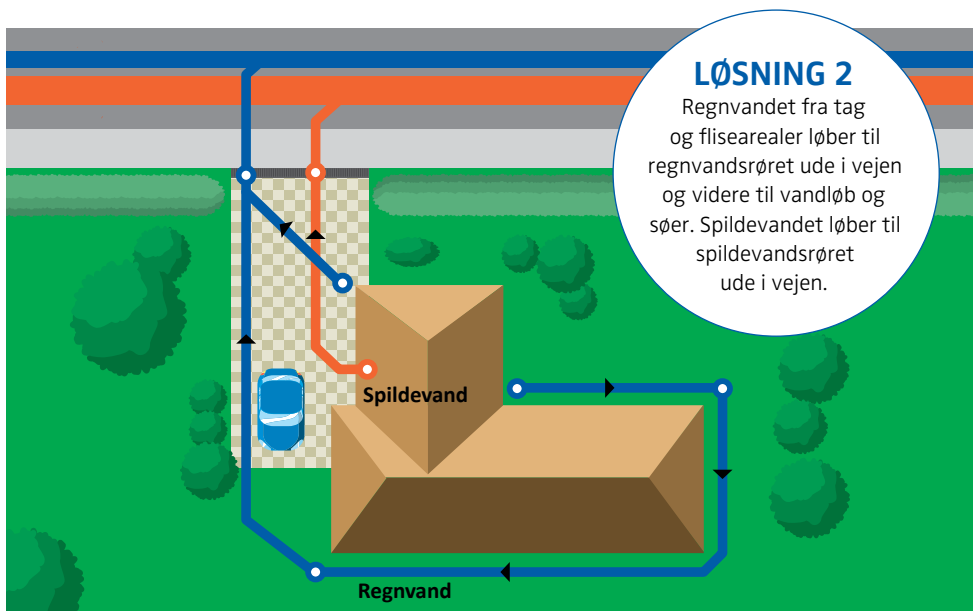 LØSNING 2
Regnvandet fra tag
og flisearealer løber til
regnvandsrøret ude i vejen
og videre til vandløb og
søer. Spildevandet løber til
spildevandsrøret
ude i vejen.
Spildevand
Regnvand